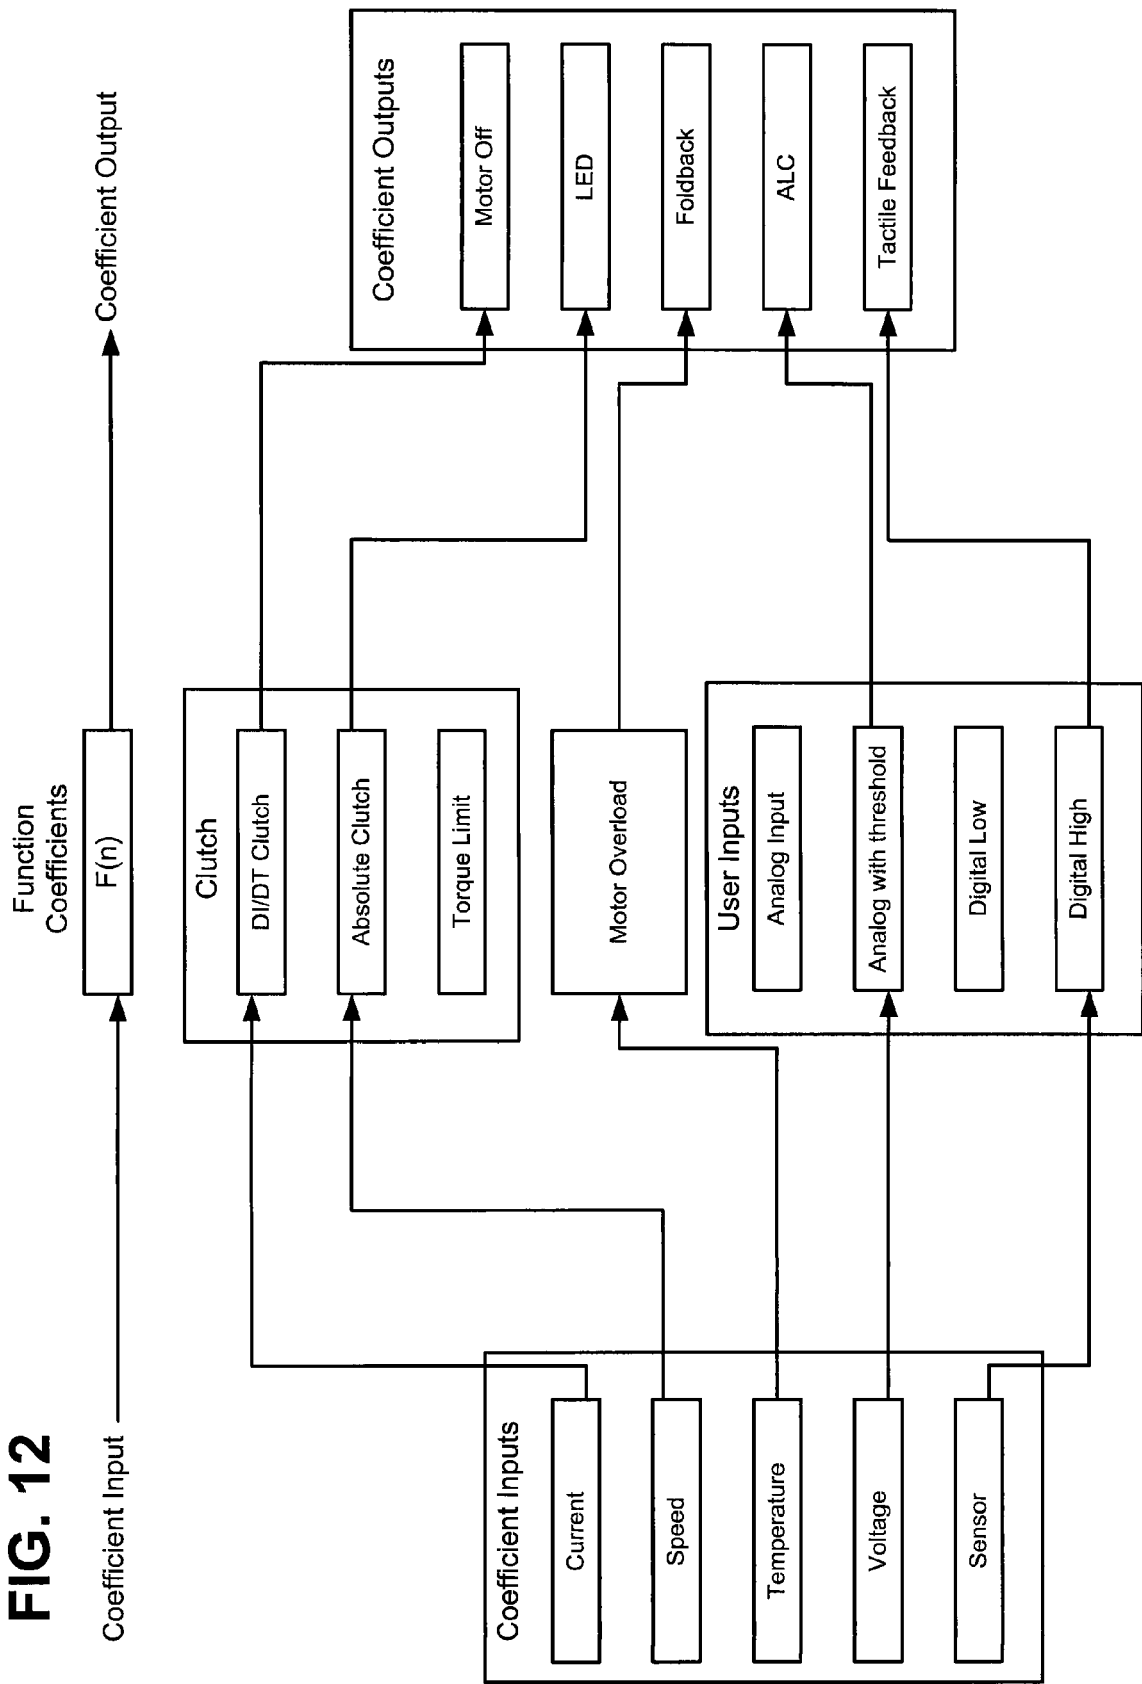 FIG. 12
Coefficient Input
Function
Coefficients
F(n)
Coefficient Output
Coefficient Inputs
Current
Speed
Temperature
Voltage
Sensor
Clutch
DI/DT Clutch
Absolute Clutch
Torque Limit
Motor Overload
User Inputs
Analog Input
Analog with threshold
Digital Low
Digital High
Coefficient Outputs
Motor Off
LED
Foldback
ALC
Tactile Feedback